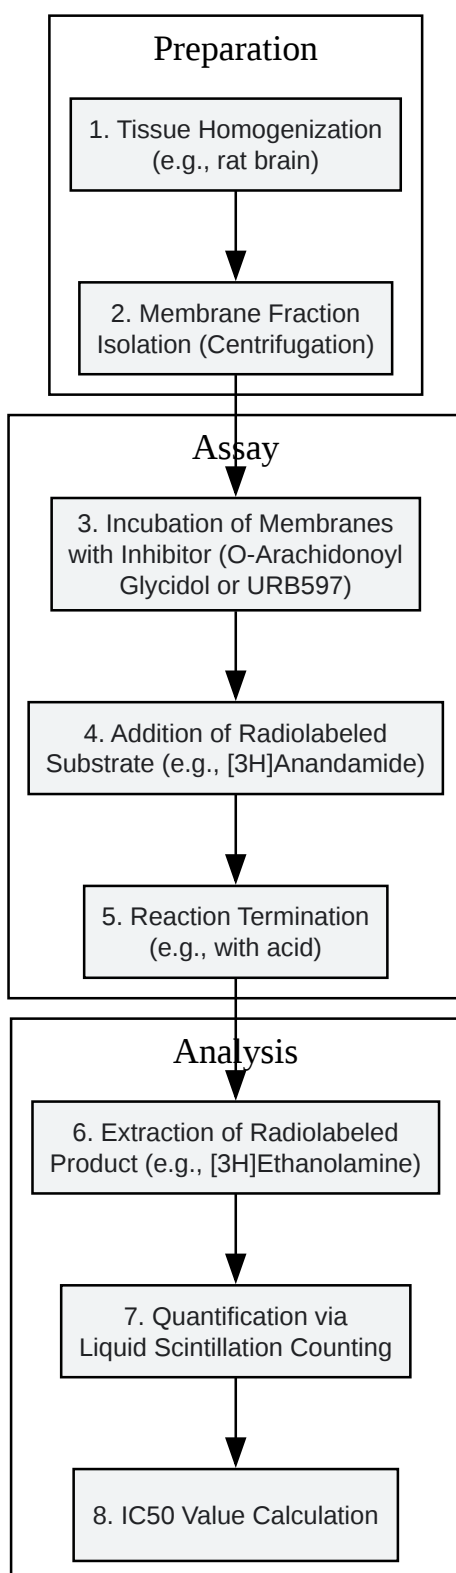 Preparation
1. Tissue Homogenization
(e.g., rat brain)
2. Membrane Fraction
Isolation (Centrifugation)
Assay
3. Incubation of Membranes
with Inhibitor (O-Arachidonoyl
Glycidol or URB597)
4. Addition of Radiolabeled
Substrate (e.g., [3H]Anandamide)
5. Reaction Termination
(e.g., with acid)
Analysis
6. Extraction of Radiolabeled
Product (e.g., [3H]Ethanolamine)
7. Quantification via
Liquid Scintillation Counting
8. IC50 Value Calculation